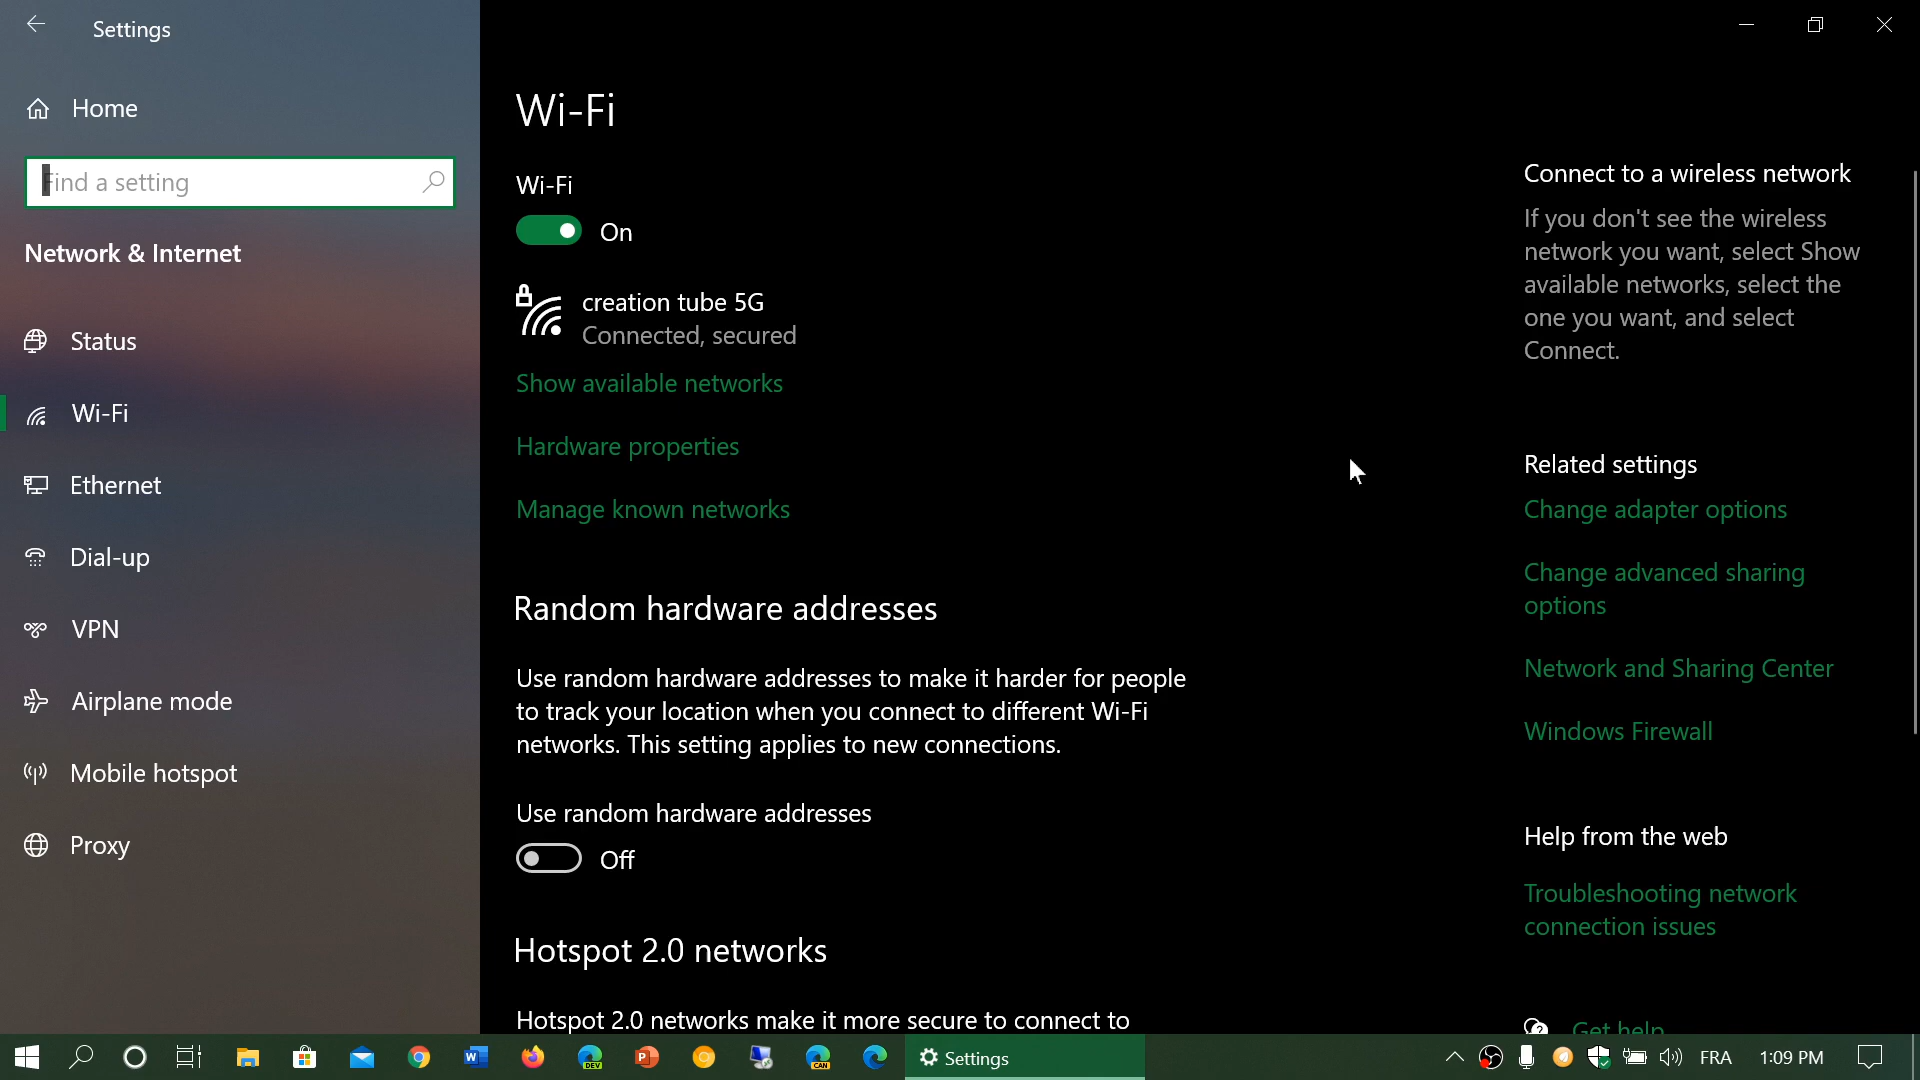 Settings
Home
Find a setting
Network & Internet
Status
Wi-Fi
Ethernet
Dial-up
VPN
Airplane mode
Mobile hotspot
Proxy
Wi-Fi
Wi-Fi
On
creation tube 5G
Connected, secured
Show available networks
Hardware properties
Manage known networks
Random hardware addresses
Use random hardware addresses to make it harder for people
to track your location when you connect to different Wi-Fi
networks. This setting applies to new connections.
Use random hardware addresses
Off
Hotspot 2.0 networks
Hotspot 2.0 networks make it more secure to connect to
Connect to a wireless network
If you don't see the wireless
network you want, select Show
available networks, select the
one you want, and select
Connect.
Related settings
Change adapter options
Change advanced sharing
options
Network and Sharing Center
Windows Firewall
Help from the web
Troubleshooting network
connection issues
Get help
W
DEV
P
CAN
Settings
FRA
1:09 PM